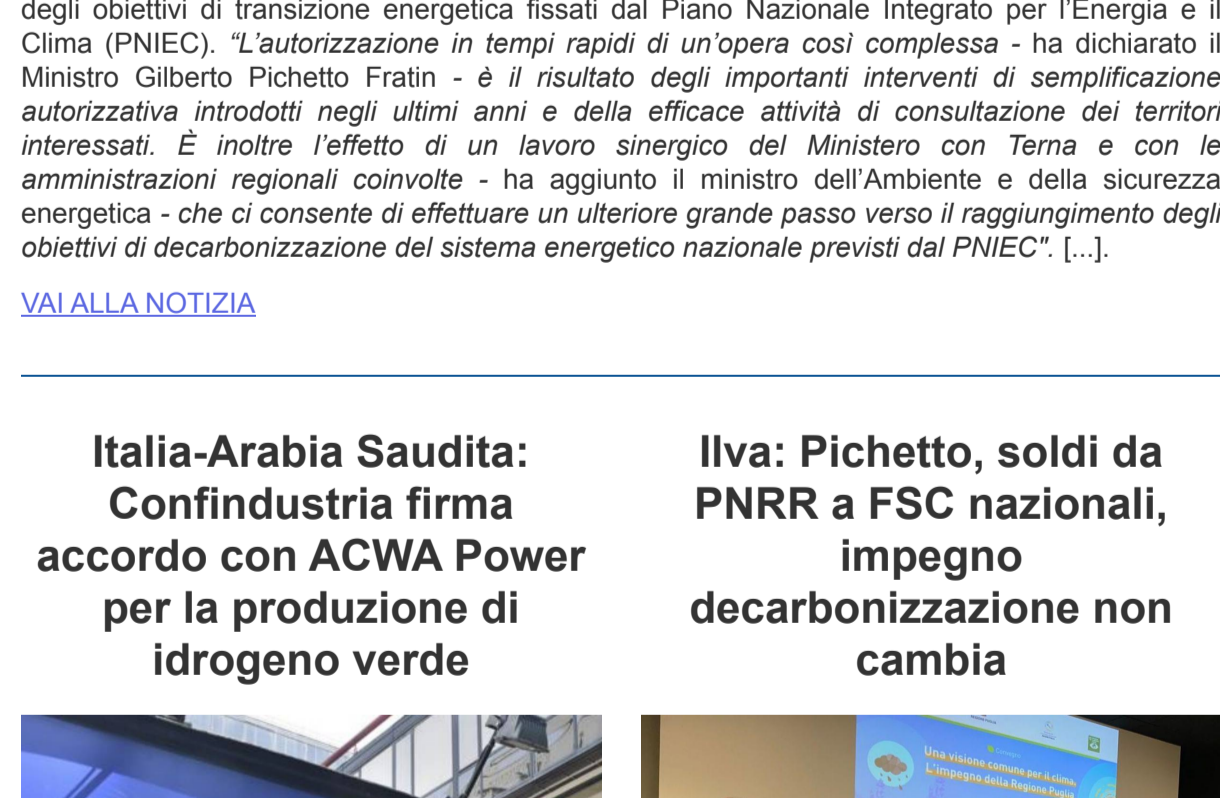 degli obiettivi di transizione energetica fissati dal Piano Nazionale Integrato per l’Energia e il
Clima (PNIEC). “L’autorizzazione in tempi rapidi di un’opera così complessa - ha dichiarato il
Ministro Gilberto Pichetto Fratin - è il risultato degli importanti interventi di semplificazione
autorizzativa introdotti negli ultimi anni e della efficace attività di consultazione dei territori
interessati. È inoltre l’effetto di un lavoro sinergico del Ministero con Terna e con le
amministrazioni regionali coinvolte - ha aggiunto il ministro dell’Ambiente e della sicurezza
energetica - che ci consente di effettuare un ulteriore grande passo verso il raggiungimento degli
obiettivi di decarbonizzazione del sistema energetico nazionale previsti dal PNIEC". [...].
VAI ALLA NOTIZIA
Italia-Arabia Saudita:
Confindustria firma
accordo con ACWA Power
per la produzione di
idrogeno verde
Ilva: Pichetto, soldi da
PNRR a FSC nazionali,
impegno
decarbonizzazione non
cambia
Una visione comune per il clima.
L'impegno della Regione Puglia